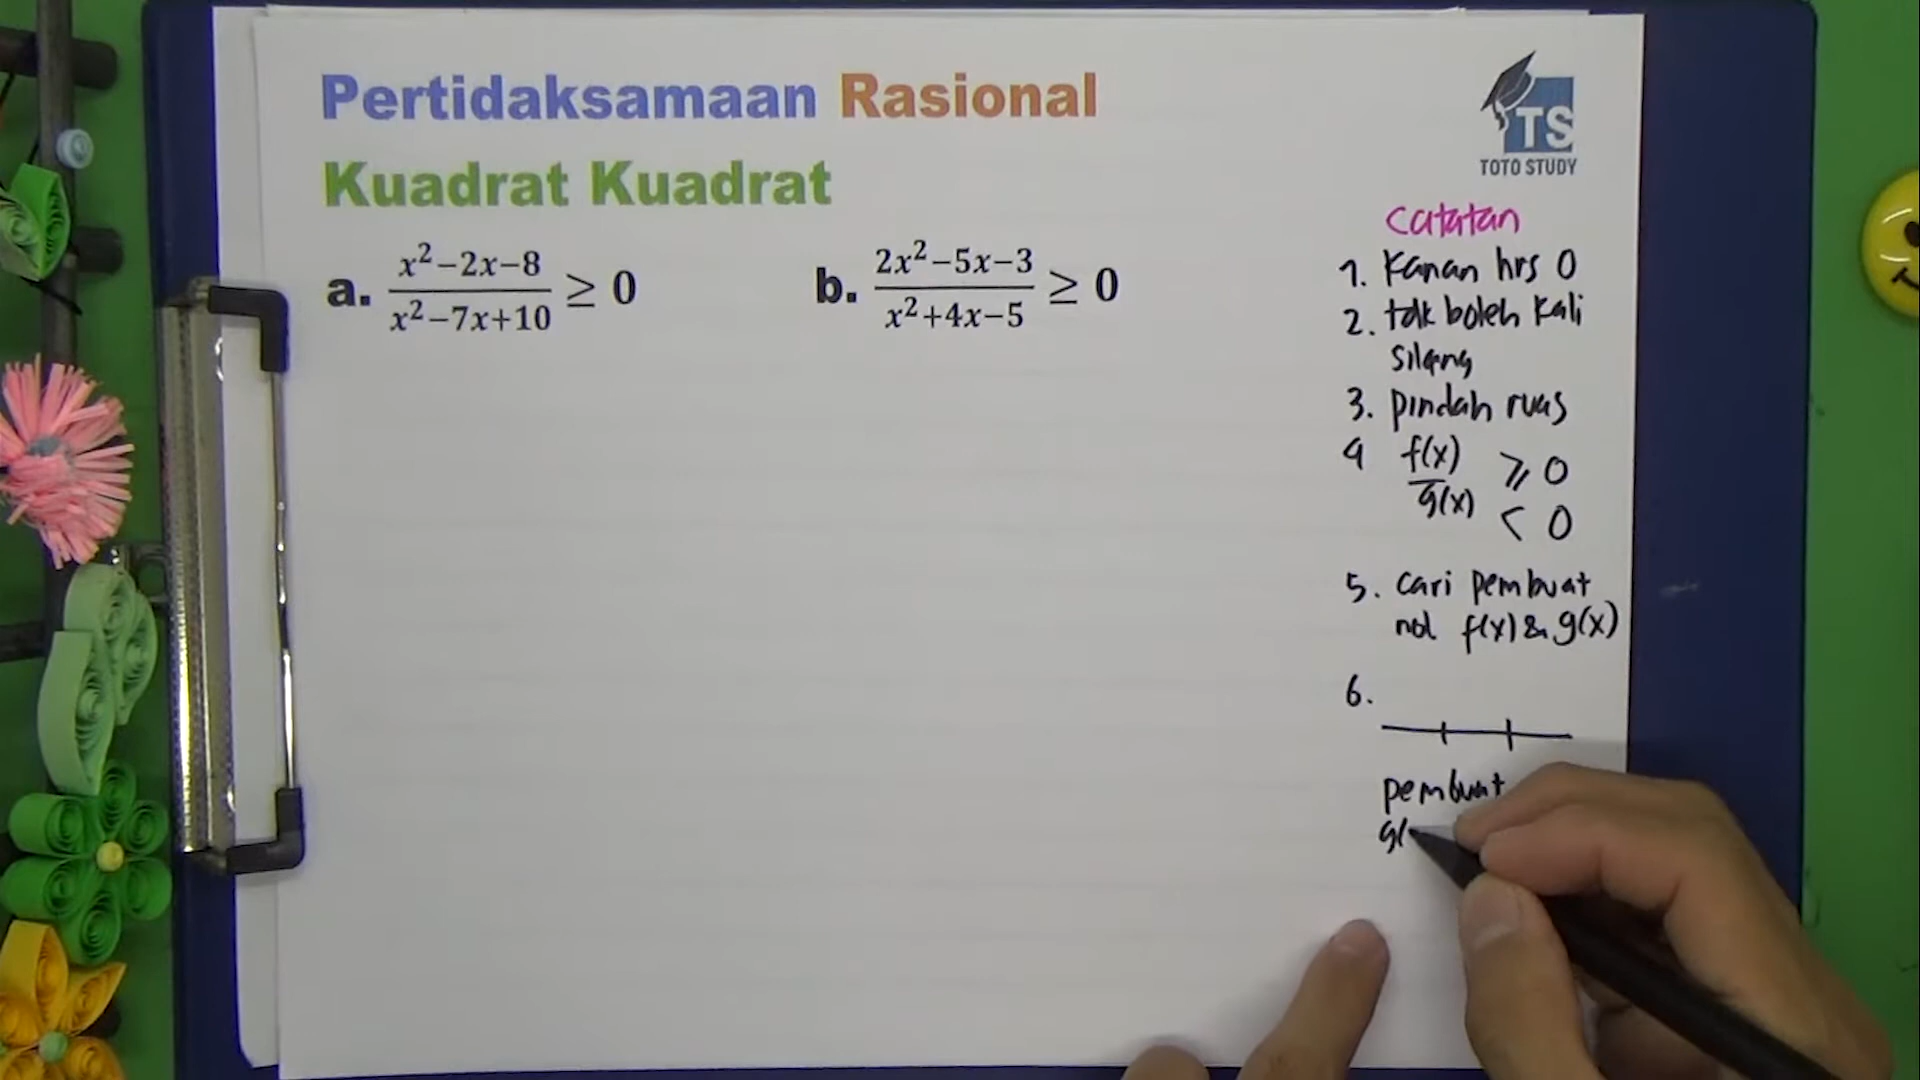 Pertidaksamaan Rasional
Kuadrat Kuadrat
TS
TOTO STUDY
a. x²−2x−8 / x²−7x+10 ≥ 0
b. 2x²−5x−3 / x²+4x−5 ≥ 0
Catatan
1. Kanan hrs 0
2. tdk boleh kali
silang
3. pindah ruas
4 f(x) / g(x) ≥ 0
< 0
5. cari pembuat
nol f(x) & g(x)
6.
pembuat
g(